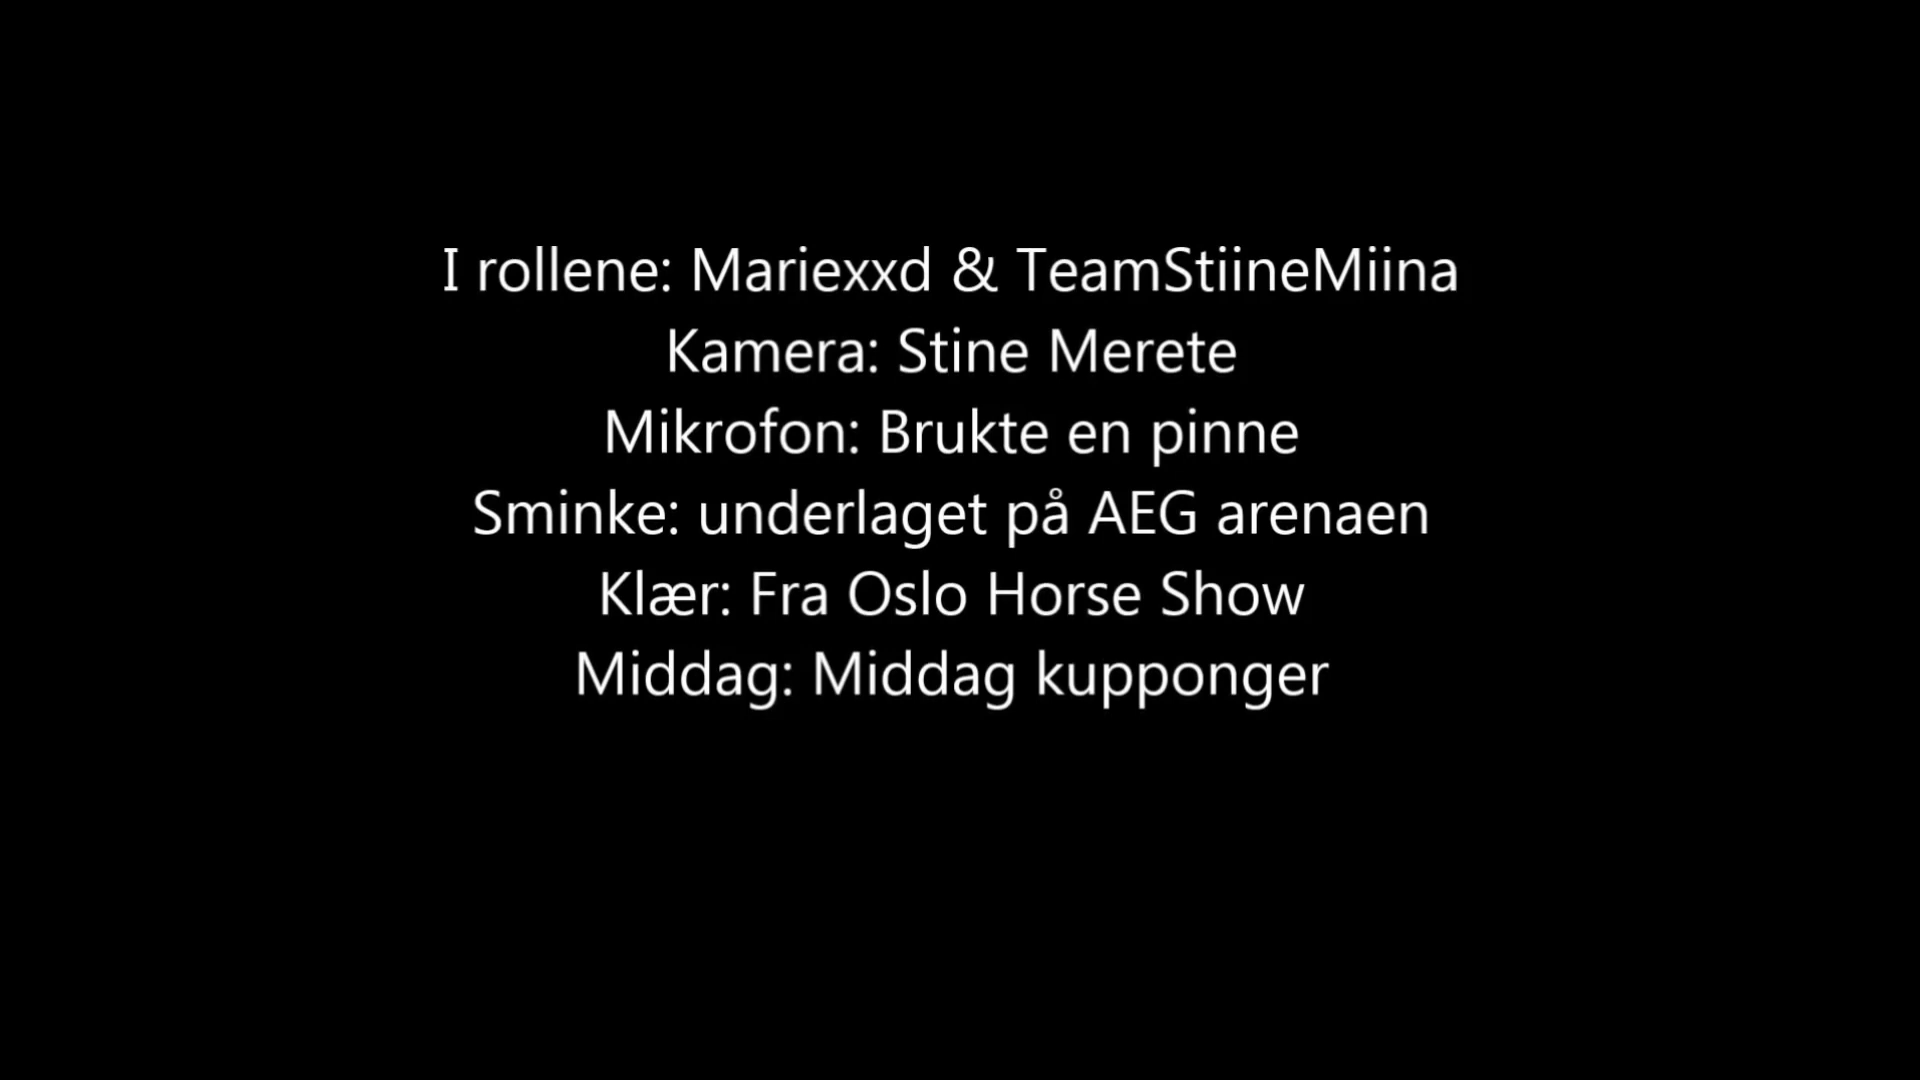 I rollene: Mariexxd & TeamStiineMiina
Kamera: Stine Merete
Mikrofon: Brukte en pinne
Sminke: underlaget på AEG arenaen
Klær: Fra Oslo Horse Show
Middag: Middag kupponger